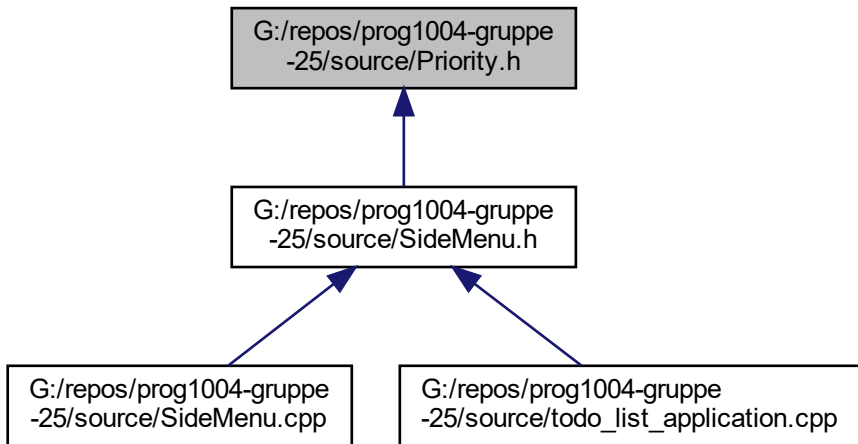 G:/repos/prog1004-gruppe
-25/source/Priority.h
G:/repos/prog1004-gruppe
-25/source/SideMenu.h
G:/repos/prog1004-gruppe
-25/source/SideMenu.cpp
G:/repos/prog1004-gruppe
-25/source/todo_list_application.cpp